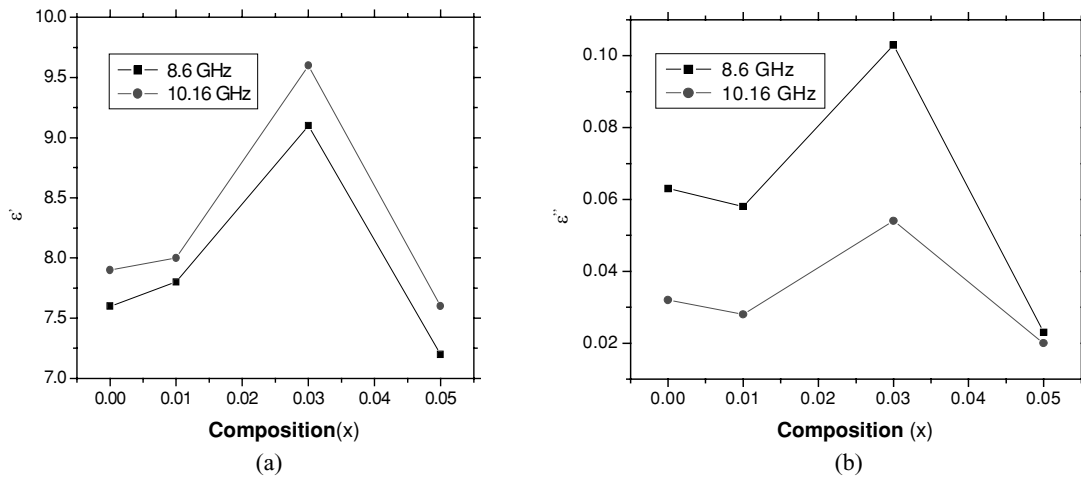 10.0
9.5
9.0
8.5
8.0
7.5
7.0
ε'
8.6 GHz
10.16 GHz
0.00 0.01 0.02 0.03 0.04 0.05
Composition(x)
(a)
0.10
0.08
0.06
0.04
0.02
ε''
8.6 GHz
10.16 GHz
0.00 0.01 0.02 0.03 0.04 0.05
Composition (x)
(b)